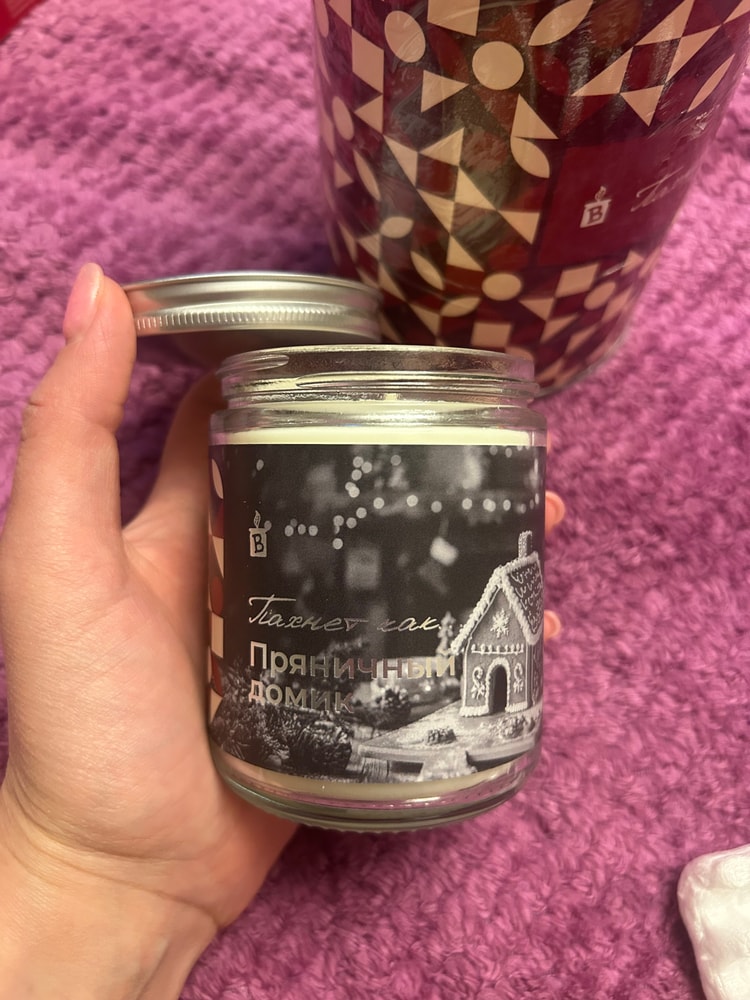 B
B
Пахнет как...
Пряничный
домик